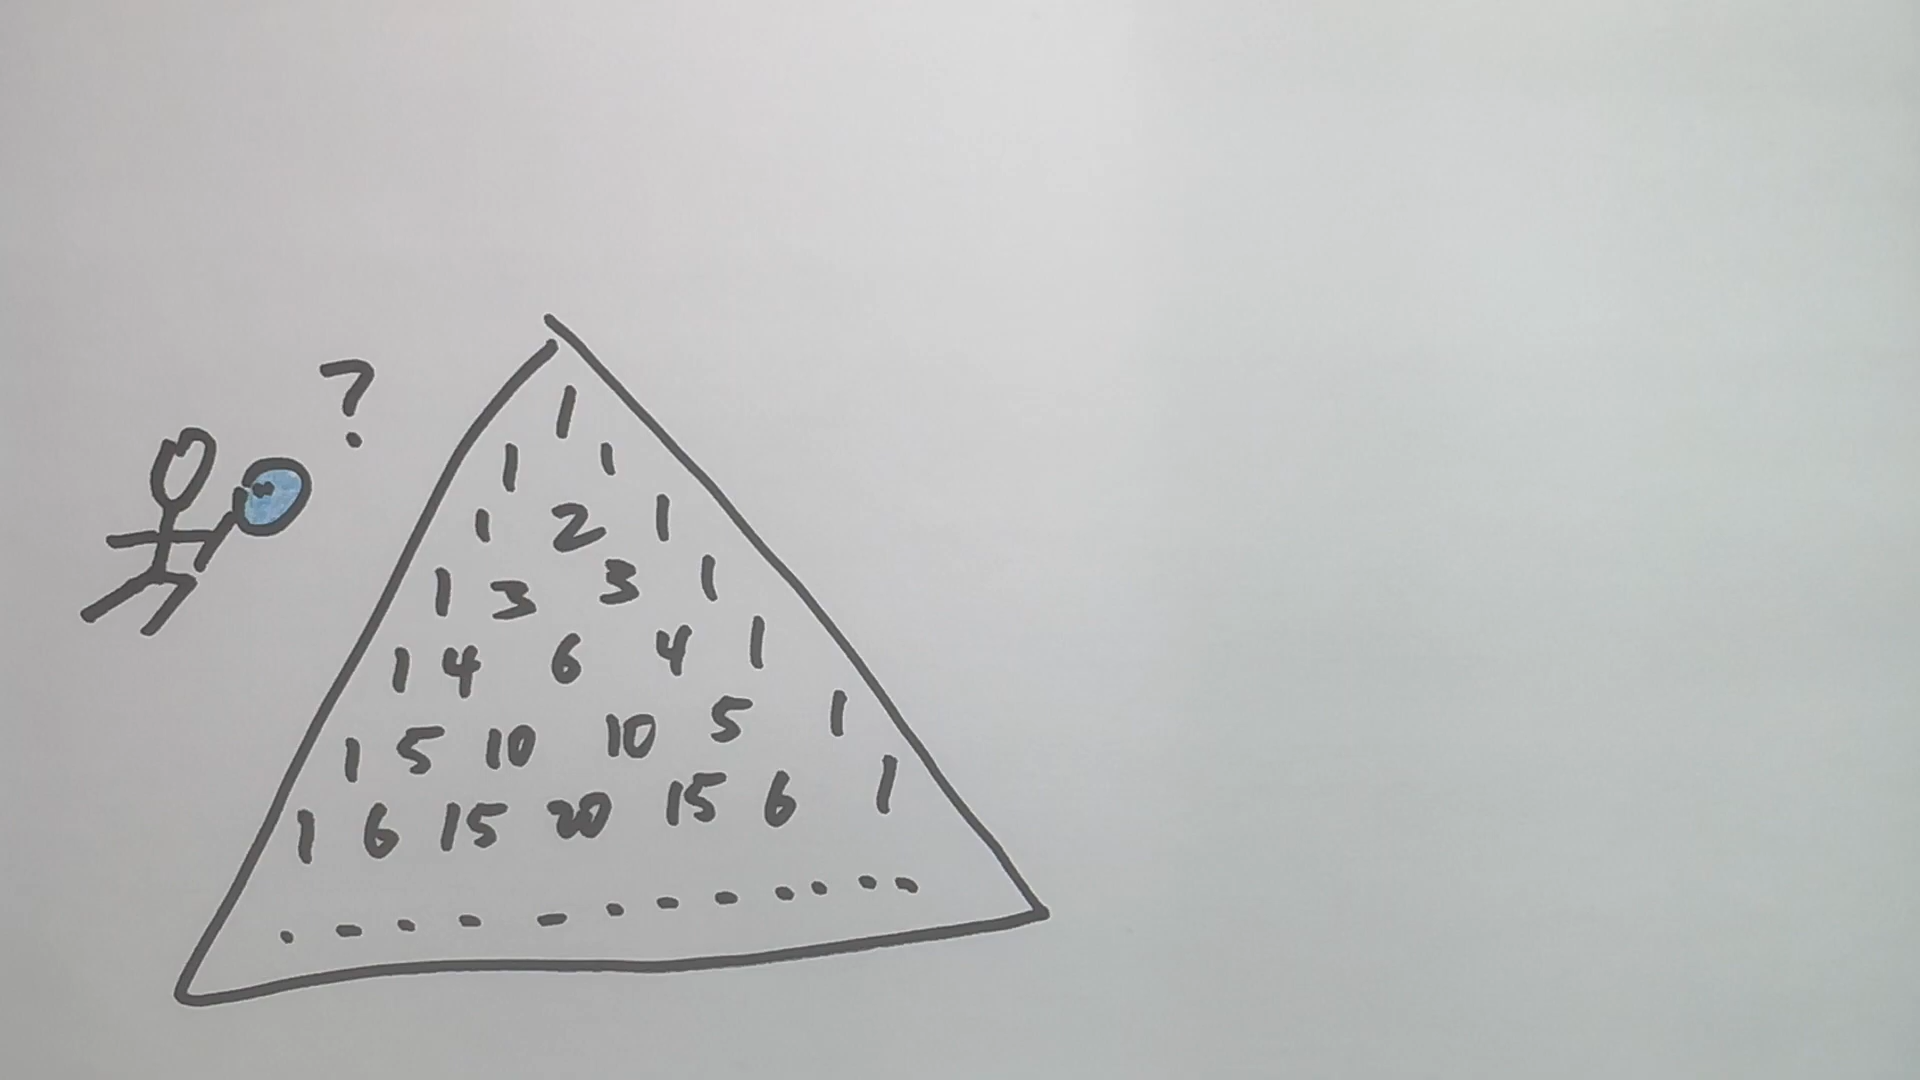 ?
1
1 1
1 2 1
1 3 3 1
1 4 6 4 1
1 5 10 10 5 1
1 6 15 20 15 6 1
. . . . . . . . . . . .